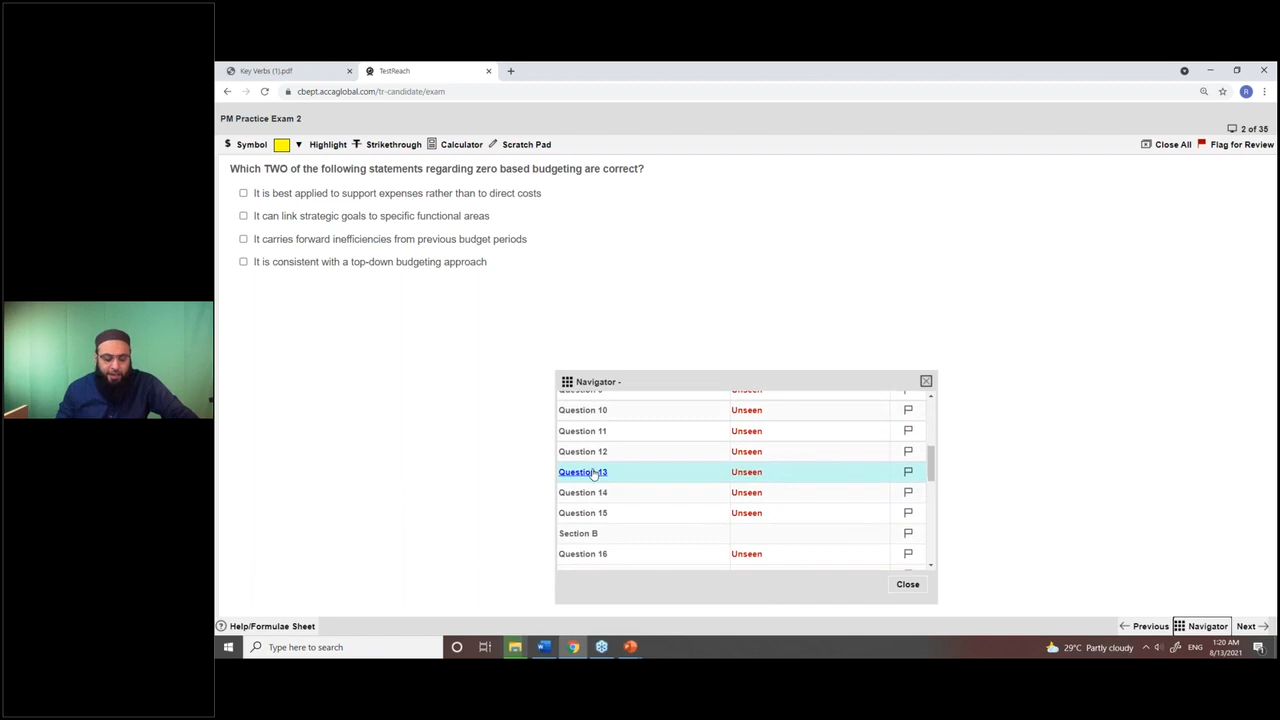 Key Verbs (1).pdf
TestReach
cbept.accaglobal.com/tr-candidate/exam
PM Practice Exam 2
2 of 35
$ Symbol Highlight Strikethrough Calculator Scratch Pad Close All Flag for Review
Which TWO of the following statements regarding zero based budgeting are correct?
It is best applied to support expenses rather than to direct costs
It can link strategic goals to specific functional areas
It carries forward inefficiencies from previous budget periods
It is consistent with a top-down budgeting approach
Navigator -
Question 10 Unseen
Question 11 Unseen
Question 12 Unseen
Question 13 Unseen
Question 14 Unseen
Question 15 Unseen
Section B
Question 16 Unseen
Close
Help/Formulae Sheet Previous Navigator Next
Type here to search 29°C Partly cloudy ENG 1:20 AM
8/13/2021